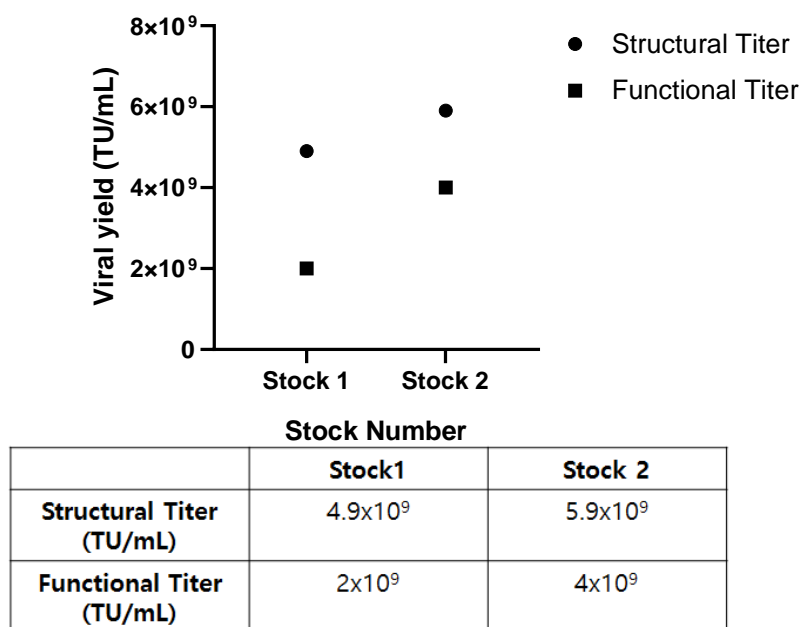 8×10⁹
6×10⁹
4×10⁹
2×10⁹
0
Viral yield (TU/mL)
Structural Titer
Functional Titer
Stock 1 Stock 2
Stock Number
Stock1 Stock 2
Structural Titer 4.9x10⁹ 5.9x10⁹
(TU/mL)
Functional Titer 2x10⁹ 4x10⁹
(TU/mL)